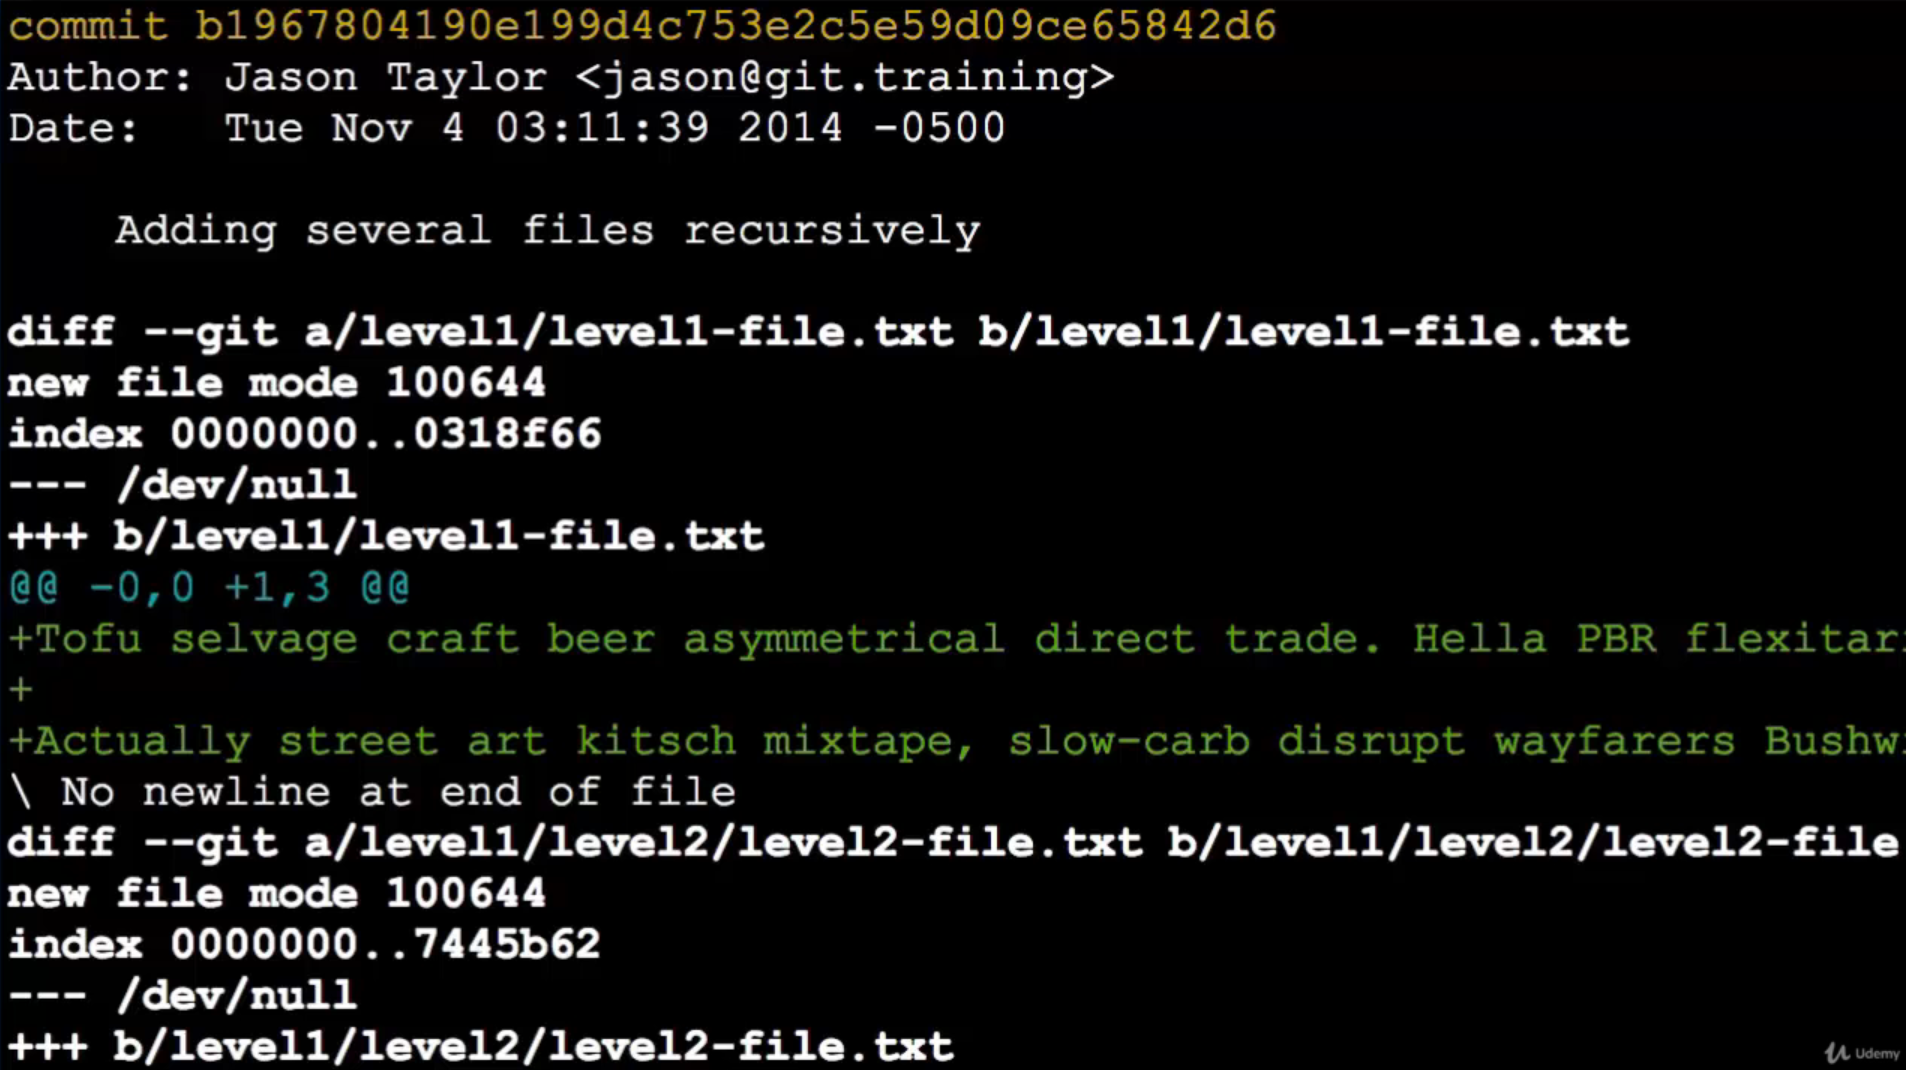 commit b1967804190e199d4c753e2c5e59d09ce65842d6
Author: Jason Taylor <jason@git.training>
Date:   Tue Nov 4 03:11:39 2014 -0500
    Adding several files recursively
diff --git a/level1/level1-file.txt b/level1/level1-file.txt
new file mode 100644
index 0000000..0318f66
--- /dev/null
+++ b/level1/level1-file.txt
@@ -0,0 +1,3 @@
+Tofu selvage craft beer asymmetrical direct trade. Hella PBR flexitari
+
+Actually street art kitsch mixtape, slow-carb disrupt wayfarers Bushwi
\ No newline at end of file
diff --git a/level1/level2/level2-file.txt b/level1/level2/level2-file
new file mode 100644
index 0000000..7445b62
--- /dev/null
+++ b/level1/level2/level2-file.txt
Udemy